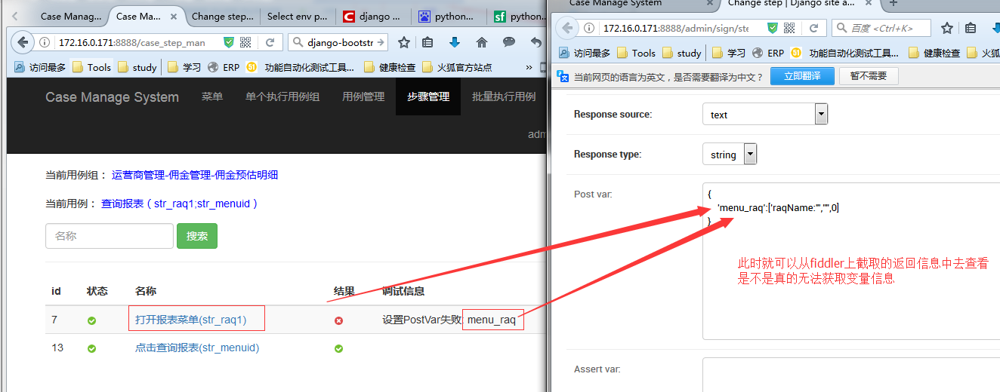 Case Manag...
Case Ma...
Change step...
Select env p...
django ...
python...
python...
172.16.0.171:8888/case_step_man
django-bootstr
访问最多
Tools
study
学习
ERP
功能自动化测试工具...
健康检查
火狐官方站点
»
Case Manage System
菜单
单个执行用例组
用例管理
步骤管理
批量执行用例
adm
当前用例组： 运营商管理-佣金管理-佣金预估明细
当前用例： 查询报表（str_raq1;str_menuid）
名称
搜索
id 状态 名称 结果 调试信息
7 打开报表菜单(str_raq1) 设置PostVar失败: menu_raq
13 点击查询报表(str_menuid)
Case Manage System
Change step | Django site a...
172.16.0.171:8888/admin/sign/ste
百度 <Ctrl+K>
访问最多
Tools
study
学习
ERP
功能自动化测试工具...
健康检查
火狐
当前网页的语言为英文，是否需要翻译为中文？
立即翻译
暂不需要
Response source:
text
Response type:
string
Post var:
{
'menu_raq':['raqName:"','"',0]
}
此时就可以从fiddler上截取的返回信息中去查看
是不是真的无法获取变量信息
Assert var: